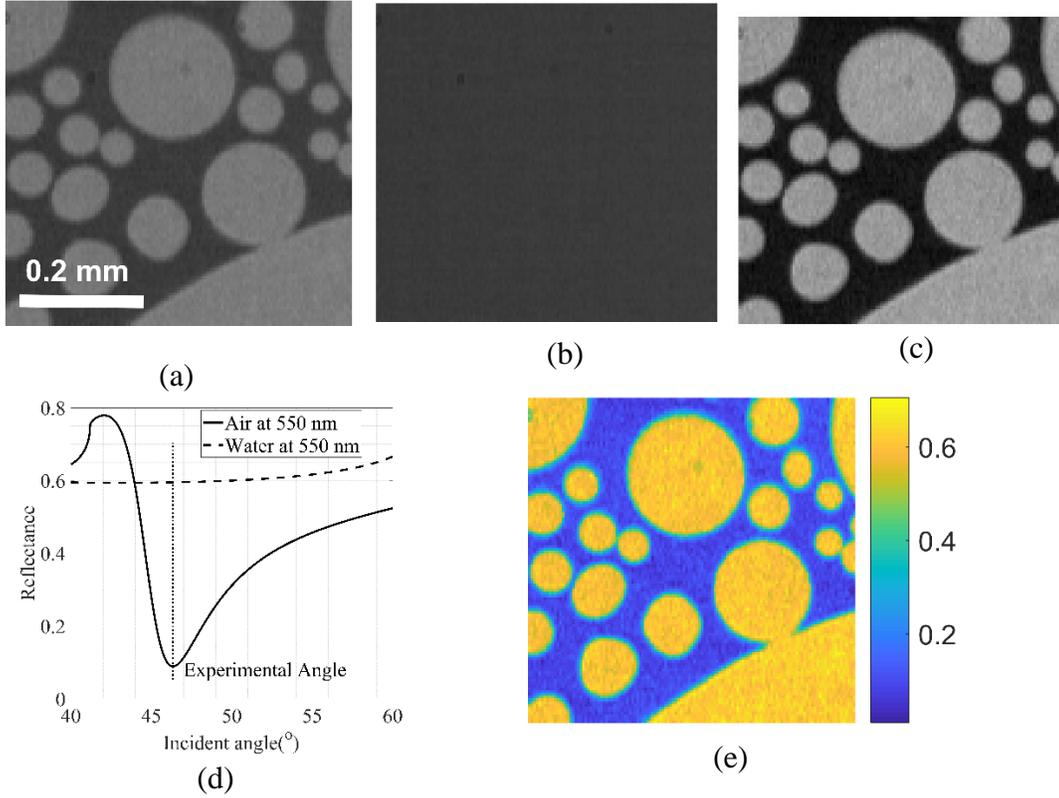 0.2 mm
(a)
(b)
(c)
0.8
0.6
0.4
0.2
0
Reflectance
Air at 550 nm
Water at 550 nm
Experimental Angle
40
45
50
55
60
Incident angle(°)
(d)
0.6
0.4
0.2
(e)